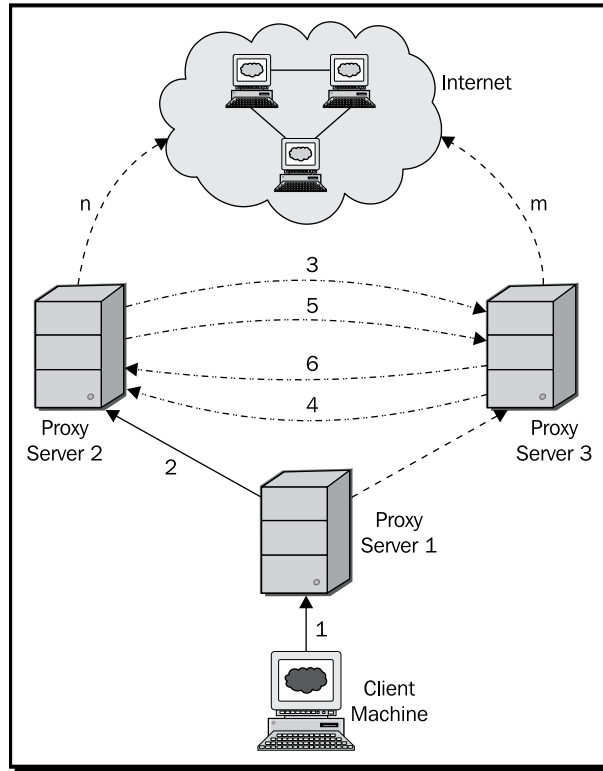 Internet
n
m
3
5
6
4
Proxy
Server 2
Proxy
Server 3
2
Proxy
Server 1
1
Client
Machine